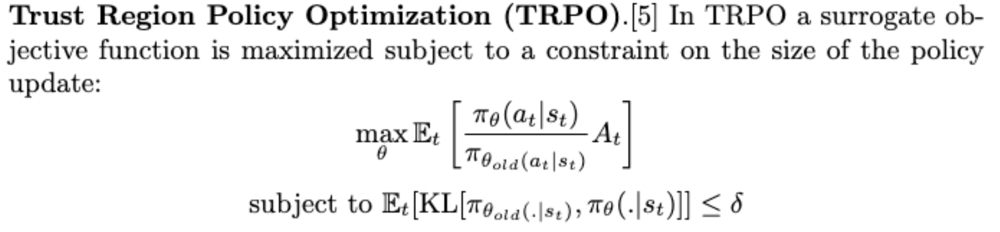 Trust Region Policy Optimization (TRPO).[5] In TRPO a surrogate ob-
jective function is maximized subject to a constraint on the size of the policy
update:
\max_{\theta} \mathbb{E}_t \left[ \frac{\pi_\theta(a_t|s_t)}{\pi_{\theta_{old}(a_t|s_t)}} A_t \right]
\text{subject to } \mathbb{E}_t[\text{KL}[\pi_{\theta_{old}(.|s_t)}, \pi_\theta(.|s_t)]] \leq \delta